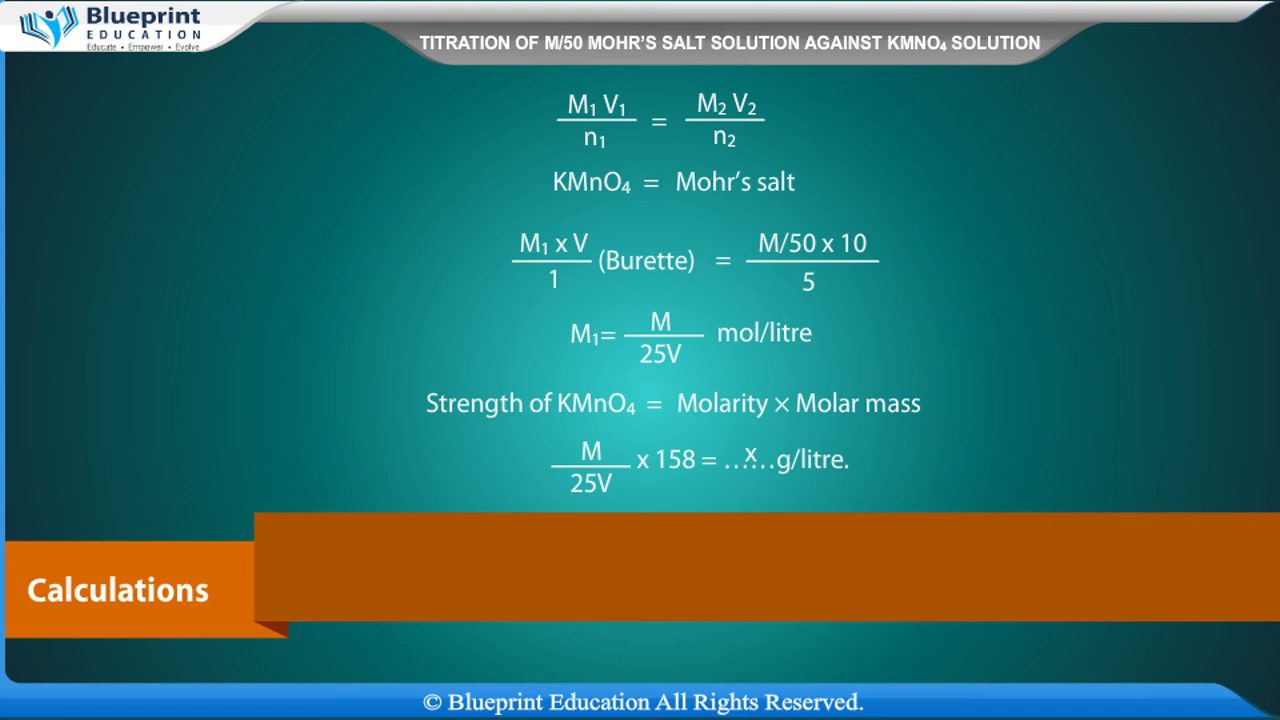 Blueprint
EDUCATION
Educate • Empower • Evolve
TITRATION OF M/50 MOHR'S SALT SOLUTION AGAINST KMNO₄ SOLUTION
M₁ V₁ / n₁ = M₂ V₂ / n₂
KMnO₄ = Mohr's salt
M₁ x V / 1 (Burette) = M/50 x 10 / 5
M₁= M / 25V mol/litre
Strength of KMnO₄ = Molarity × Molar mass
M / 25V x 158 = ...x...g/litre.
Calculations
© Blueprint Education All Rights Reserved.